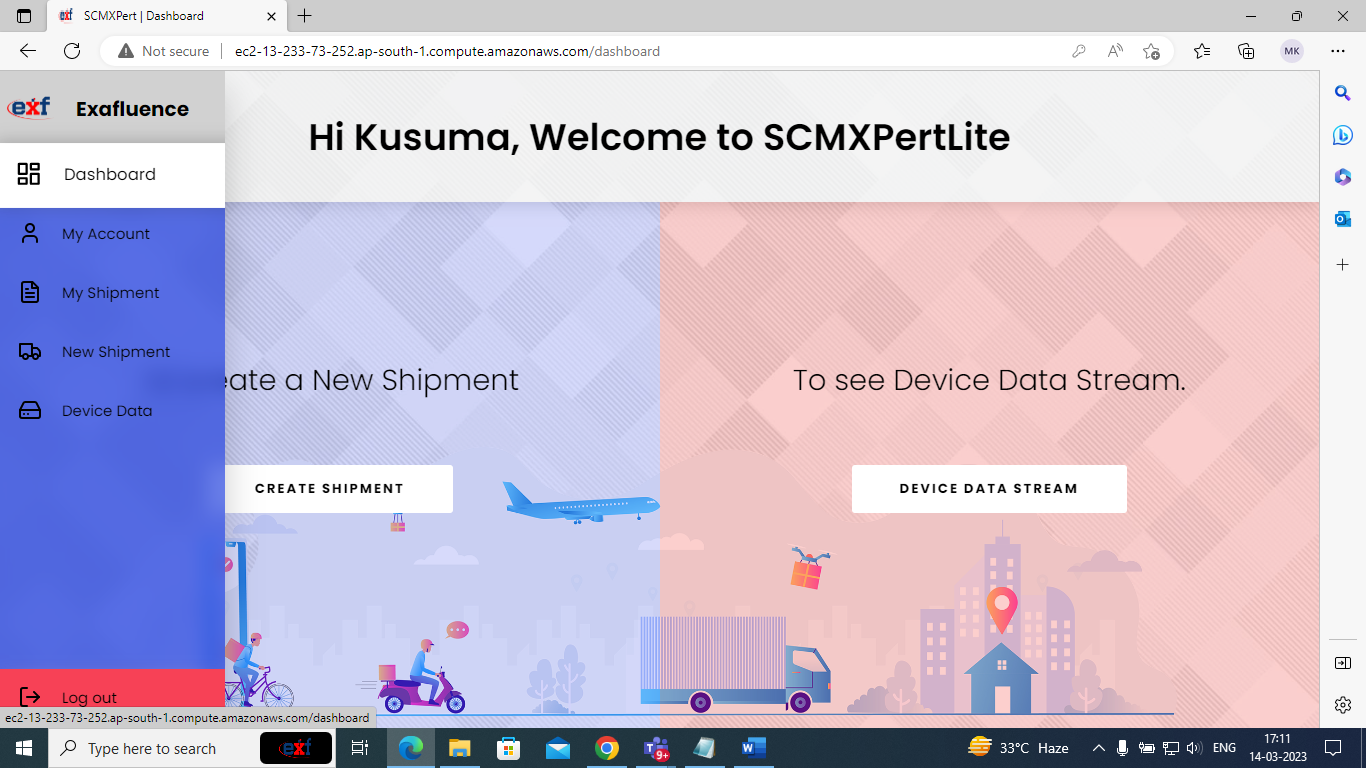 SCMXPert | Dashboard
Not secure
ec2-13-233-73-252.ap-south-1.compute.amazonaws.com/dashboard
MK
exf
Exafluence
Hi Kusuma, Welcome to SCMXPertLite
Dashboard
My Account
My Shipment
New Shipment
Device Data
eate a New Shipment
To see Device Data Stream.
CREATE SHIPMENT
DEVICE DATA STREAM
Log out
ec2-13-233-73-252.ap-south-1.compute.amazonaws.com/dashboard
Type here to search
exf
9+
33°C Haze
ENG
17:11
14-03-2023